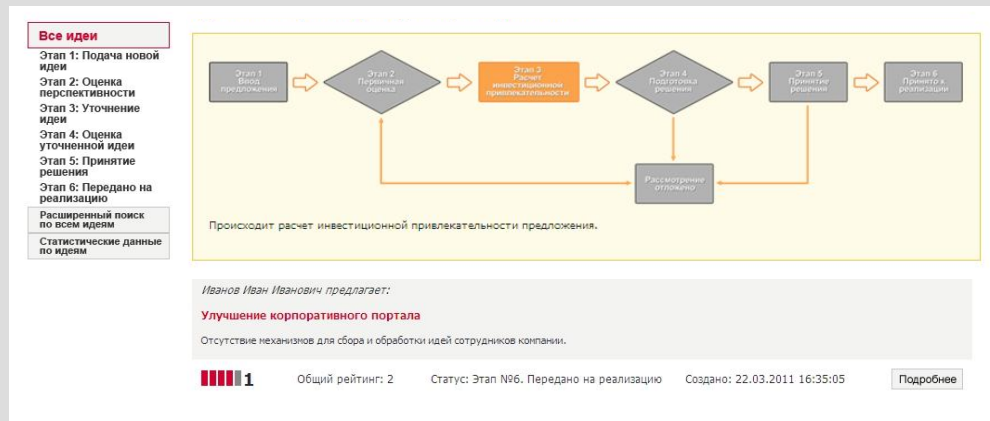 Все идеи
Этап 1: Подача новой
идеи
Этап 2: Оценка
перспективности
Этап 3: Уточнение
идеи
Этап 4: Оценка
уточненной идеи
Этап 5: Принятие
решения
Этап 6: Передано на
реализацию
Расширенный поиск
по всем идеям
Статистические данные
по идеям
Этап 1
Ввод
предложения
Этап 2
Первичная
оценка
Этап 3
Расчет
инвестиционной
привлекательности
Этап 4
Подготовка
решения
Этап 5
Принятие
решения
Этап 6
Принято к
реализации
Рассмотрение
отложено
Происходит расчет инвестиционной привлекательности предложения.
Иванов Иван Иванович предлагает:
Улучшение корпоративного портала
Отсутствие механизмов для сбора и обработки идей сотрудников компании.
1 Общий рейтинг: 2 Статус: Этап №6. Передано на реализацию Создано: 22.03.2011 16:35:05 Подробнее